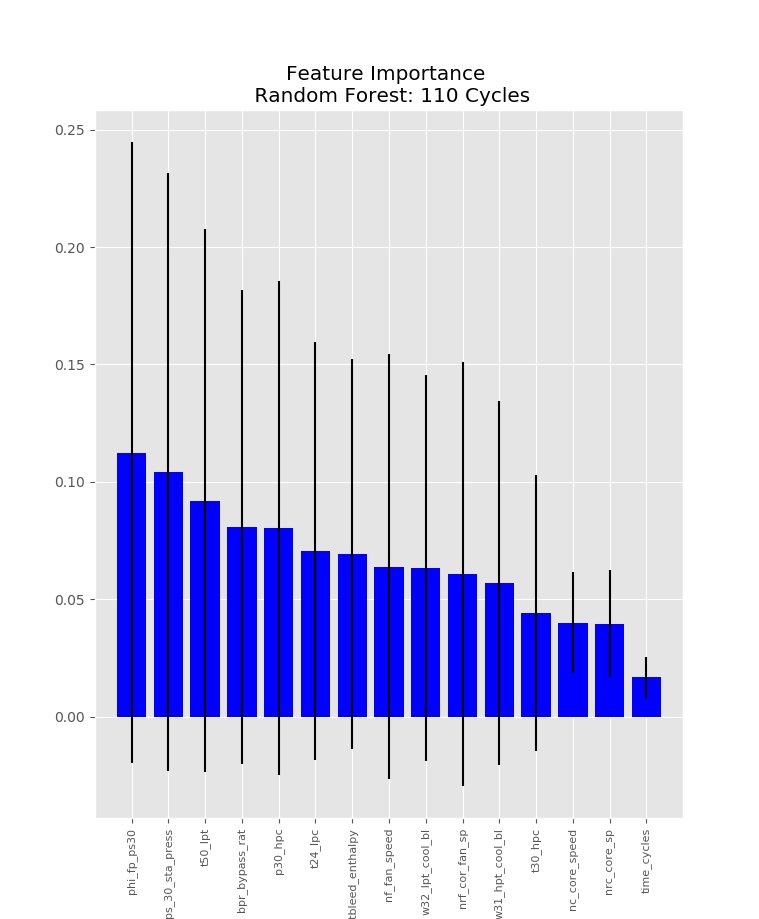 Feature Importance
Random Forest: 110 Cycles
0.25
0.20
0.15
0.10
0.05
0.00
phi_fp_ps30
ps_30_sta_press
t50_lpt
bpr_bypass_rat
p30_hpc
t24_lpc
tbleed_enthalpy
nf_fan_speed
w32_lpt_cool_bl
nrf_cor_fan_sp
w31_hpt_cool_bl
t30_hpc
nc_core_speed
nrc_core_sp
time_cycles